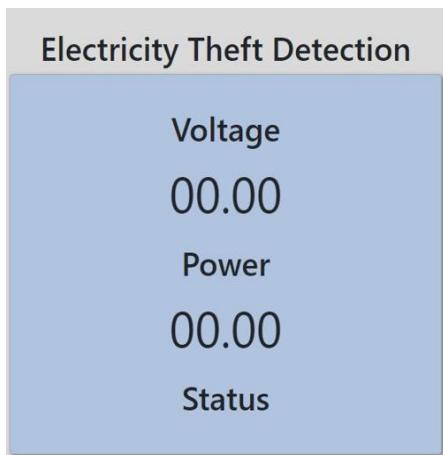 Electricity Theft Detection
Voltage
00.00
Power
00.00
Status